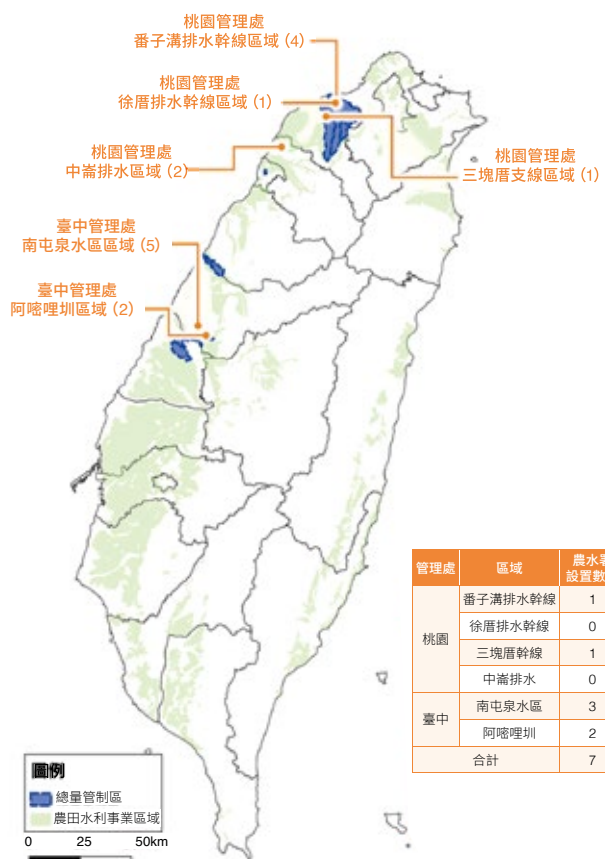 桃園管理處
番子溝排水幹線區域 (4)
桃園管理處
徐厝排水幹線區域 (1)
桃園管理處
中崙排水區域 (2)
桃園管理處
三塊厝支線區域 (1)
臺中管理處
南屯泉水區區域 (5)
臺中管理處
阿嘧哩圳區域 (2)
管理處 區域 農水署
設置數
桃園
番子溝排水幹線 1
徐厝排水幹線 0
三塊厝幹線 1
中崙排水 0
臺中
南屯泉水區 3
阿嘧哩圳 2
合計 7
圖例
總量管制區
農田水利事業區域
0 25 50km